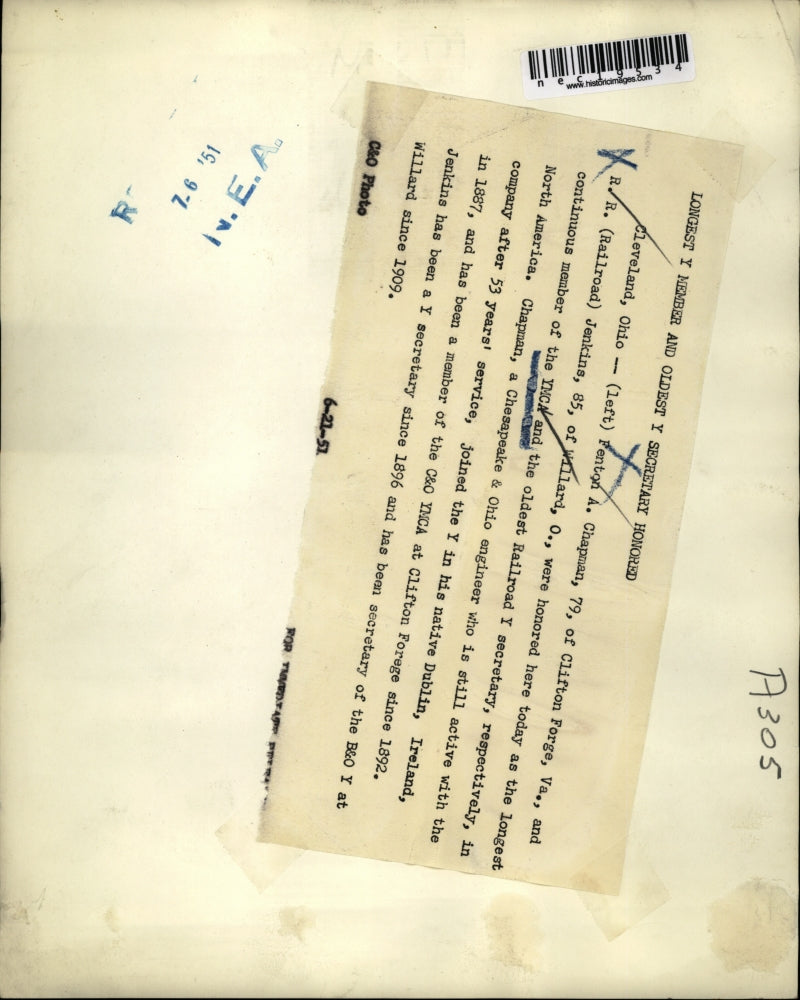 LONGEST Y MEMBER AND OLDEST Y SECRETARY HONORED
Cleveland, Ohio -- (left) Fenton A. Chapman, 79, of Clifton Forge, Va., and
R. R. (Railroad) Jenkins, 85, of Willard, O., were honored here today as the longest
continuous member of the YMCA and the oldest Railroad Y secretary, respectively, in
North America. Chapman, a Chesapeake & Ohio engineer who is still active with the
company after 53 years' service, joined the Y in his native Dublin, Ireland,
in 1887, and has been a member of the C&O YMCA at Clifton Forege since 1892.
Jenkins has been a Y secretary since 1896 and has been secretary of the B&O Y at
Willard since 1909.
C&O Photo
6-21-51
FOR
nec19534
www.historicimages.com
A305
R
7-6 '51
N.E.A.